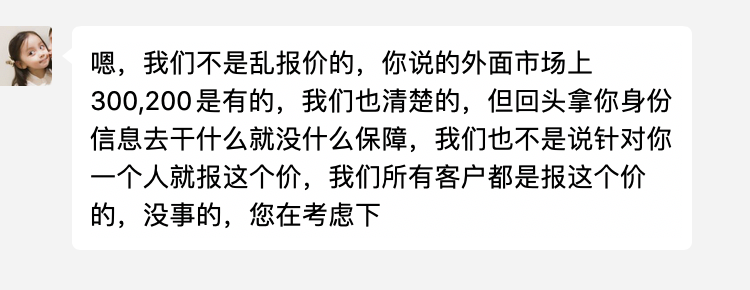 嗯，我们不是乱报价的，你说的外面市场上
300,200是有的，我们也清楚的，但回头拿你身份
信息去干什么就没什么保障，我们也不是说针对你
一个人就报这个价，我们所有客户都是报这个价
的，没事的，您在考虑下